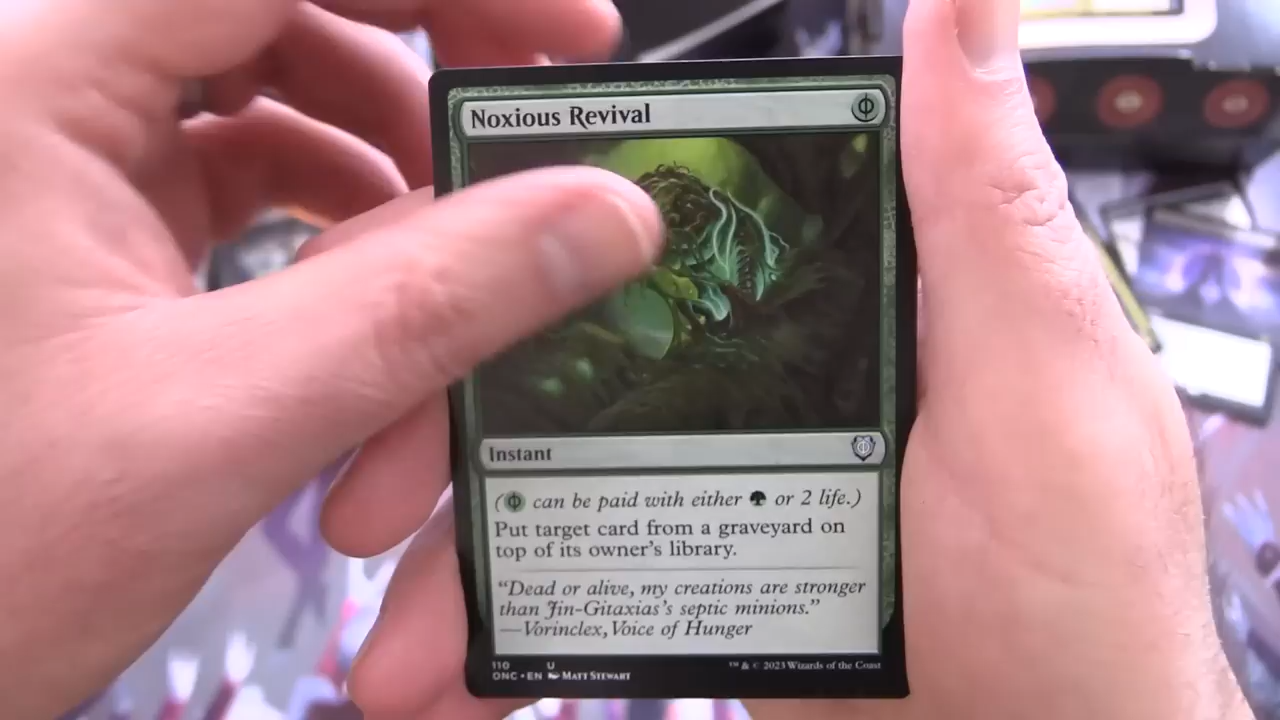 Noxious Revival
Instant
( can be paid with either or 2 life.)
Put target card from a graveyard on
top of its owner's library.
"Dead or alive, my creations are stronger
than Jin-Gitaxias's septic minions."
—Vorinclex, Voice of Hunger
110 U
ONC • EN Matt Stewart
™ & © 2023 Wizards of the Coast